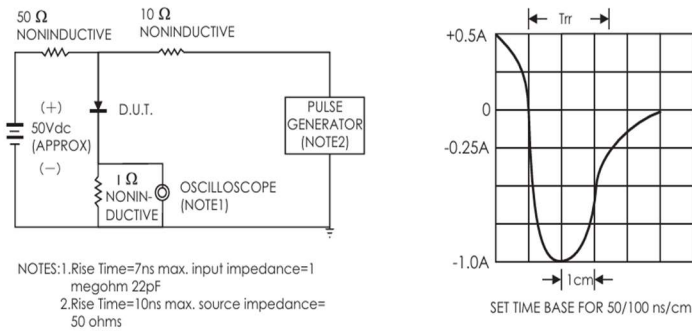 50 Ω
NONINDUCTIVE
10 Ω
NONINDUCTIVE
(+)
50Vdc
(APPROX)
(−)
D.U.T.
PULSE
GENERATOR
(NOTE2)
1 Ω
NONIN-
DUCTIVE
OSCILLOSCOPE
(NOTE1)
NOTES:1.Rise Time=7ns max. input impedance=1
megohm 22pF
2.Rise Time=10ns max. source impedance=
50 ohms
Trr
+0.5A
0
-0.25A
-1.0A
1cm
SET TIME BASE FOR 50/100 ns/cm